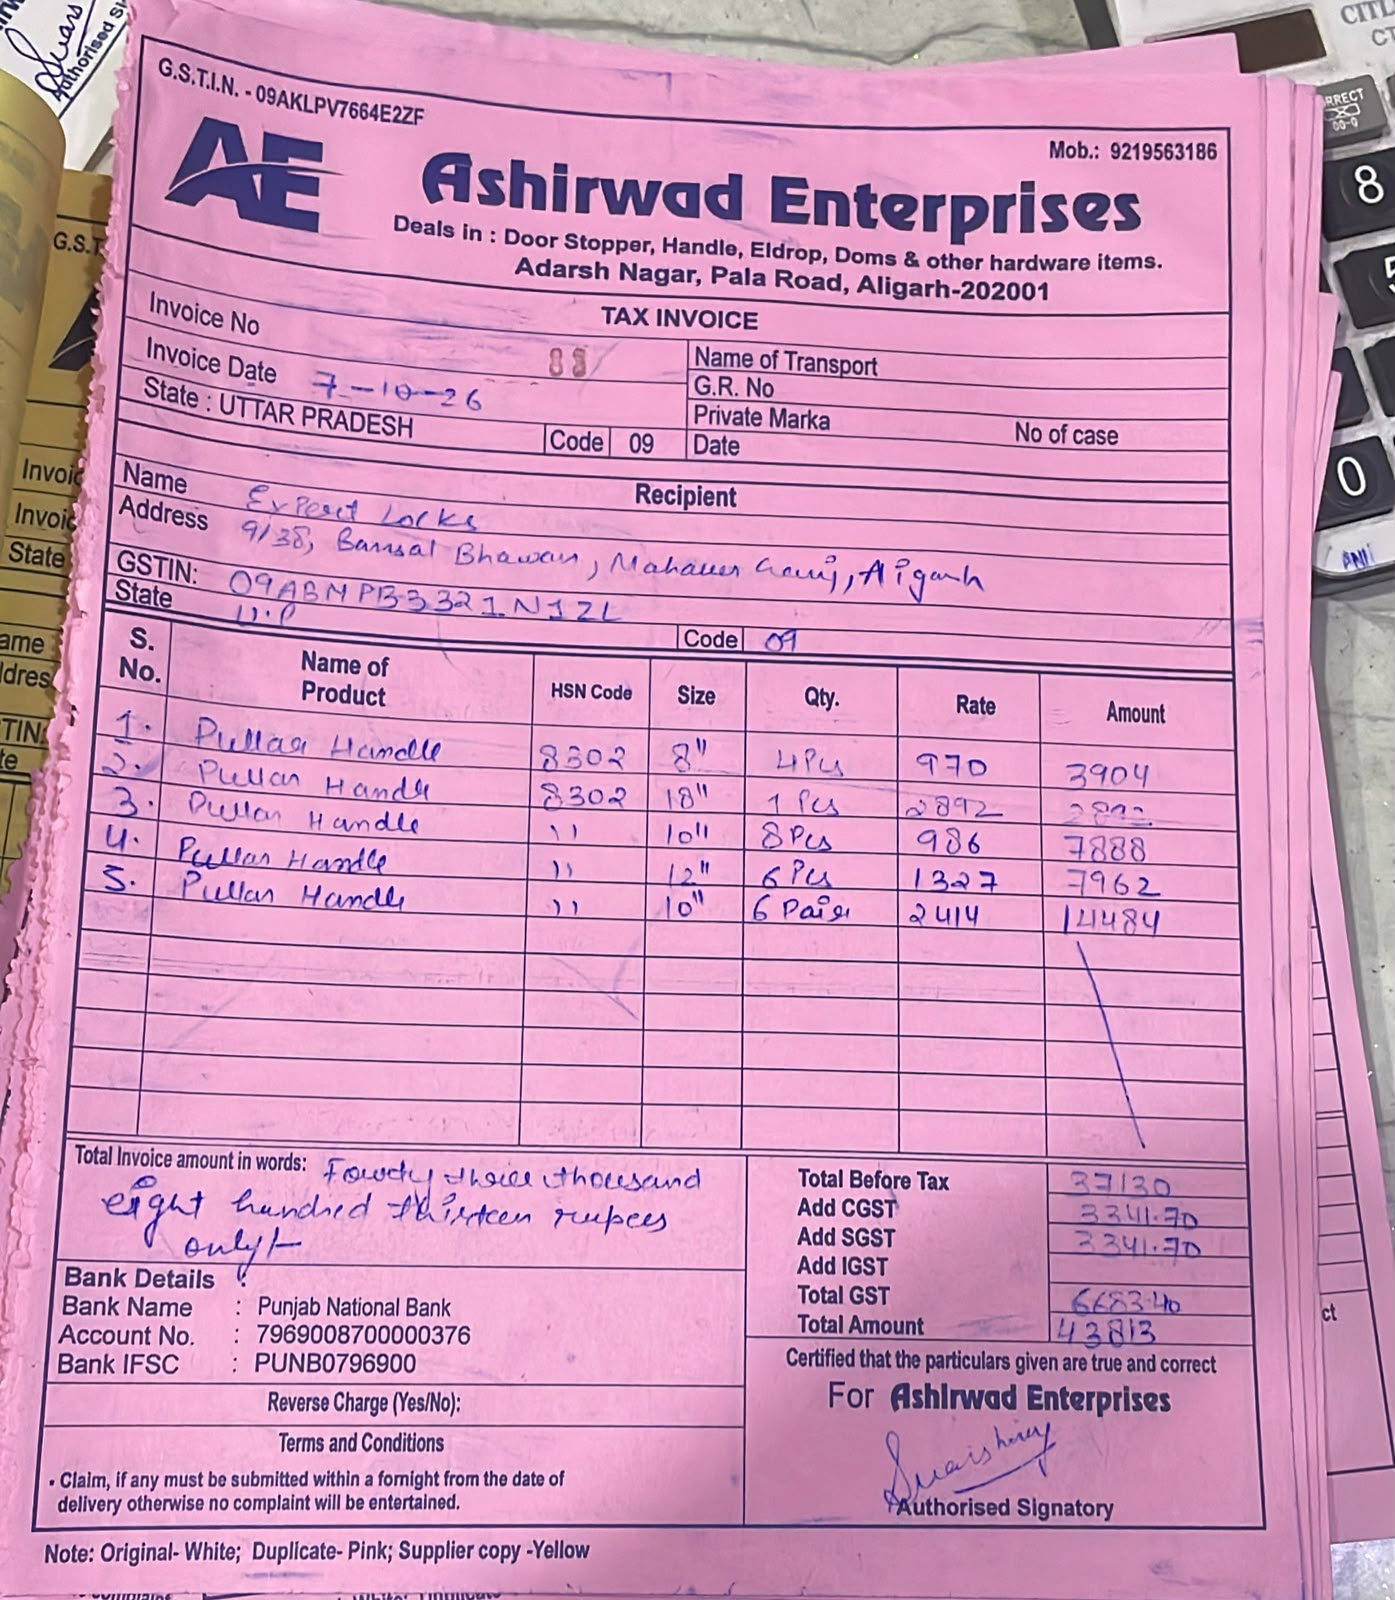 G.S.T.I.N. - 09AKLPV7664E2ZF
Mob.: 9219563186
AE
Ashirwad Enterprises
Deals in : Door Stopper, Handle, Eldrop, Doms & other hardware items.
Adarsh Nagar, Pala Road, Aligarh-202001
TAX INVOICE
Invoice No 88
Invoice Date 7-10-26
State : UTTAR PRADESH Code 09
Name of Transport
G.R. No
Private Marka No of case
Date
Recipient
Name Expert Locks
Address 9/38, Bansal Bhawan, Mahaveer Ganj, Aligarh
GSTIN: 09ABMPB3321N1ZL
State U.P Code 09
S. No. Name of Product HSN Code Size Qty. Rate Amount
1. Pullar Handle 8302 8" 4 Pcs 970 3904
2. Pullar Handle 8302 18" 1 Pcs 2892 2892
3. Pullar Handle " 10" 8 Pcs 986 7888
4. Pullar Handle " 12" 6 Pcs 1327 7962
5. Pullar Handle " 10" 6 Pair 2414 14484
Total Invoice amount in words: Fourty three thousand
eight hundred thirteen rupees
only/-
Total Before Tax 37130
Add CGST 3341.70
Add SGST 3341.70
Add IGST
Total GST 6683.40
Total Amount 43813
Bank Details :
Bank Name : Punjab National Bank
Account No. : 7969008700000376
Bank IFSC : PUNB0796900
Reverse Charge (Yes/No):
Terms and Conditions
• Claim, if any must be submitted within a fornight from the date of
delivery otherwise no complaint will be entertained.
Certified that the particulars given are true and correct
For Ashirwad Enterprises
Authorised Signatory
Note: Original- White; Duplicate- Pink; Supplier copy -Yellow